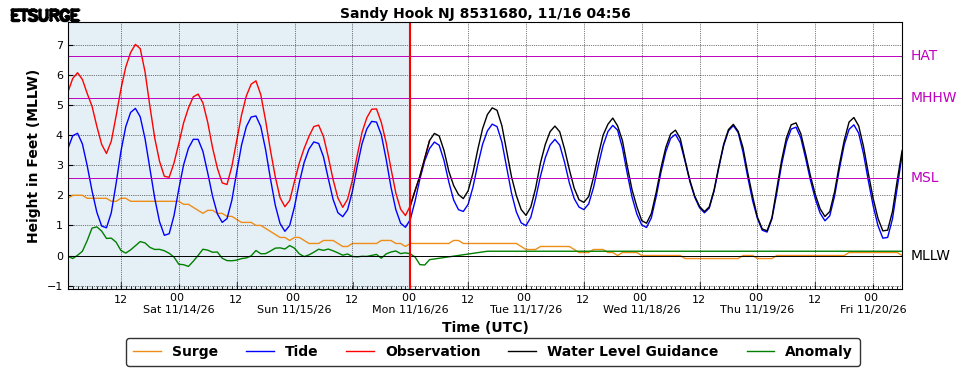 ETSURGE
Sandy Hook NJ 8531680, 11/16 04:56
Height in Feet (MLLW)
7
6
5
4
3
2
1
0
−1
HAT
MHHW
MSL
MLLW
12 00 12 00 12 00 12 00 12 00 12 00 12 00
Sat 11/14/26 Sun 11/15/26 Mon 11/16/26 Tue 11/17/26 Wed 11/18/26 Thu 11/19/26 Fri 11/20/26
Time (UTC)
Surge Tide Observation Water Level Guidance Anomaly